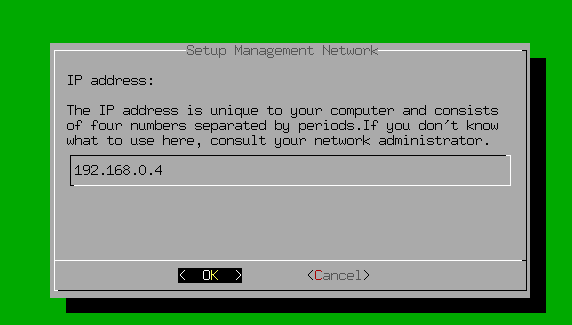 Setup Management Network
IP address:
The IP address is unique to your computer and consists
of four numbers separated by periods.If you don't know
what to use here, consult your network administrator.
192.168.0.4
< OK > <Cancel>